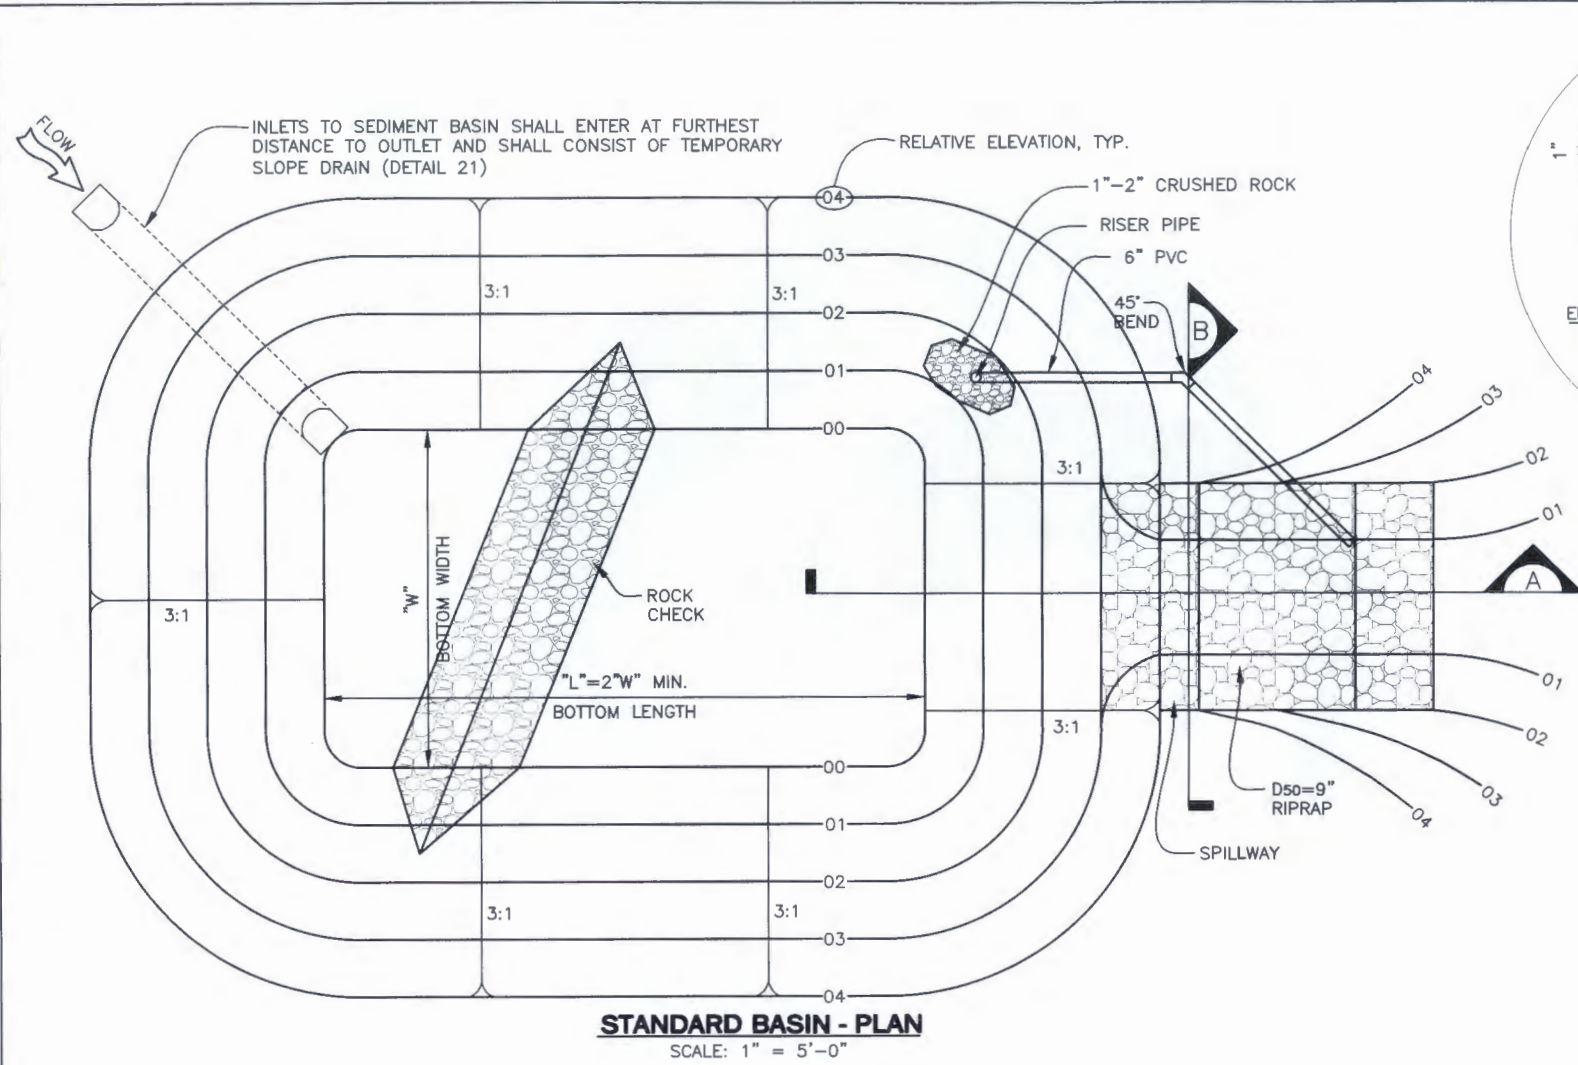 FLOW
INLETS TO SEDIMENT BASIN SHALL ENTER AT FURTHEST
DISTANCE TO OUTLET AND SHALL CONSIST OF TEMPORARY
SLOPE DRAIN (DETAIL 21)
RELATIVE ELEVATION, TYP.
1"
1"-2" CRUSHED ROCK
RISER PIPE
6" PVC
04
03
02
01
00
3:1
3:1
45°
BEND
B
04
03
02
01
3:1
3:1
"W"
BOTTOM WIDTH
ROCK
CHECK
"L"=2"W" MIN.
BOTTOM LENGTH
A
3:1
01
02
03
04
D50=9"
RIPRAP
SPILLWAY
00
01
02
03
04
3:1
3:1
STANDARD BASIN - PLAN
SCALE: 1" = 5'-0"